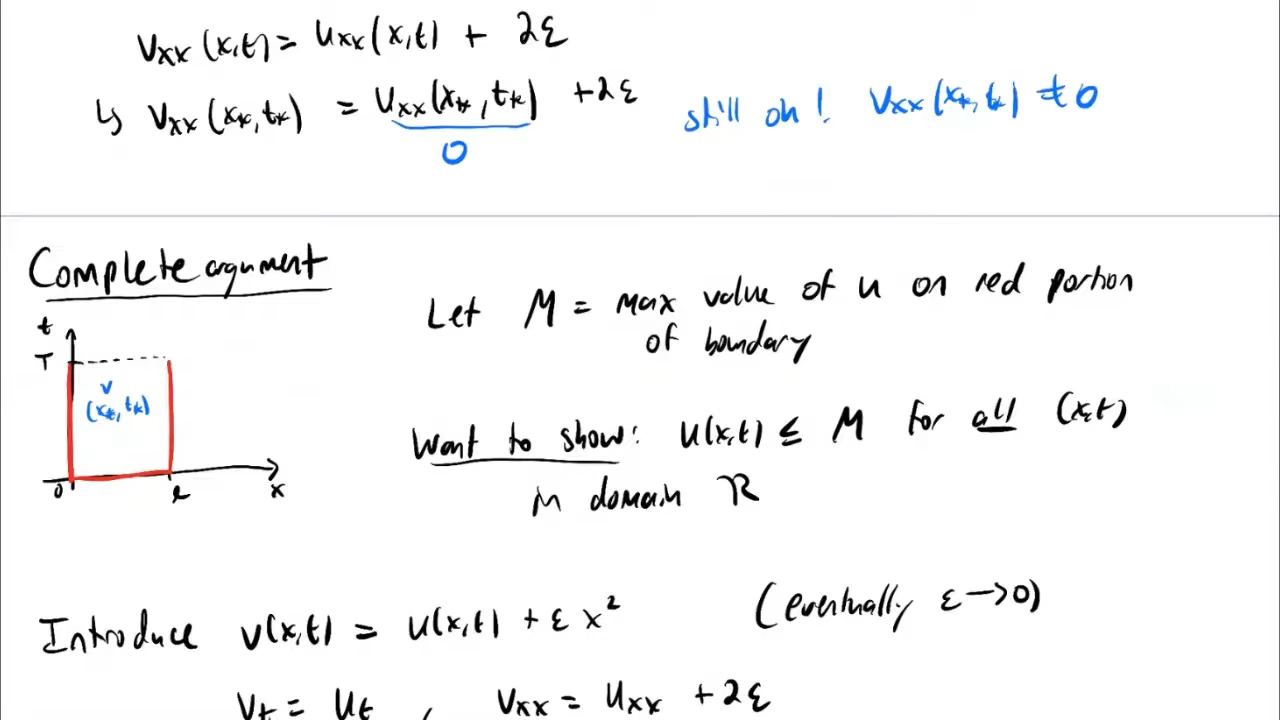 Vxx (x,t) = Uxx (x,t) + 2ε
↳ Vxx (x*, t*) = Uxx (x*, t*) + 2ε still oh! Vxx (x*, t*) ≠ 0
0
Complete argument
Let M = max value of u on red portion
of boundary
t
T
V
(x*, t*)
0 l x
Want to show: u(x,t) ≤ M for all (x,t)
in domain R
Introduce v(x,t) = u(x,t) + ε x² (eventually ε → 0)
Vt = Ut , Vxx = Uxx + 2ε